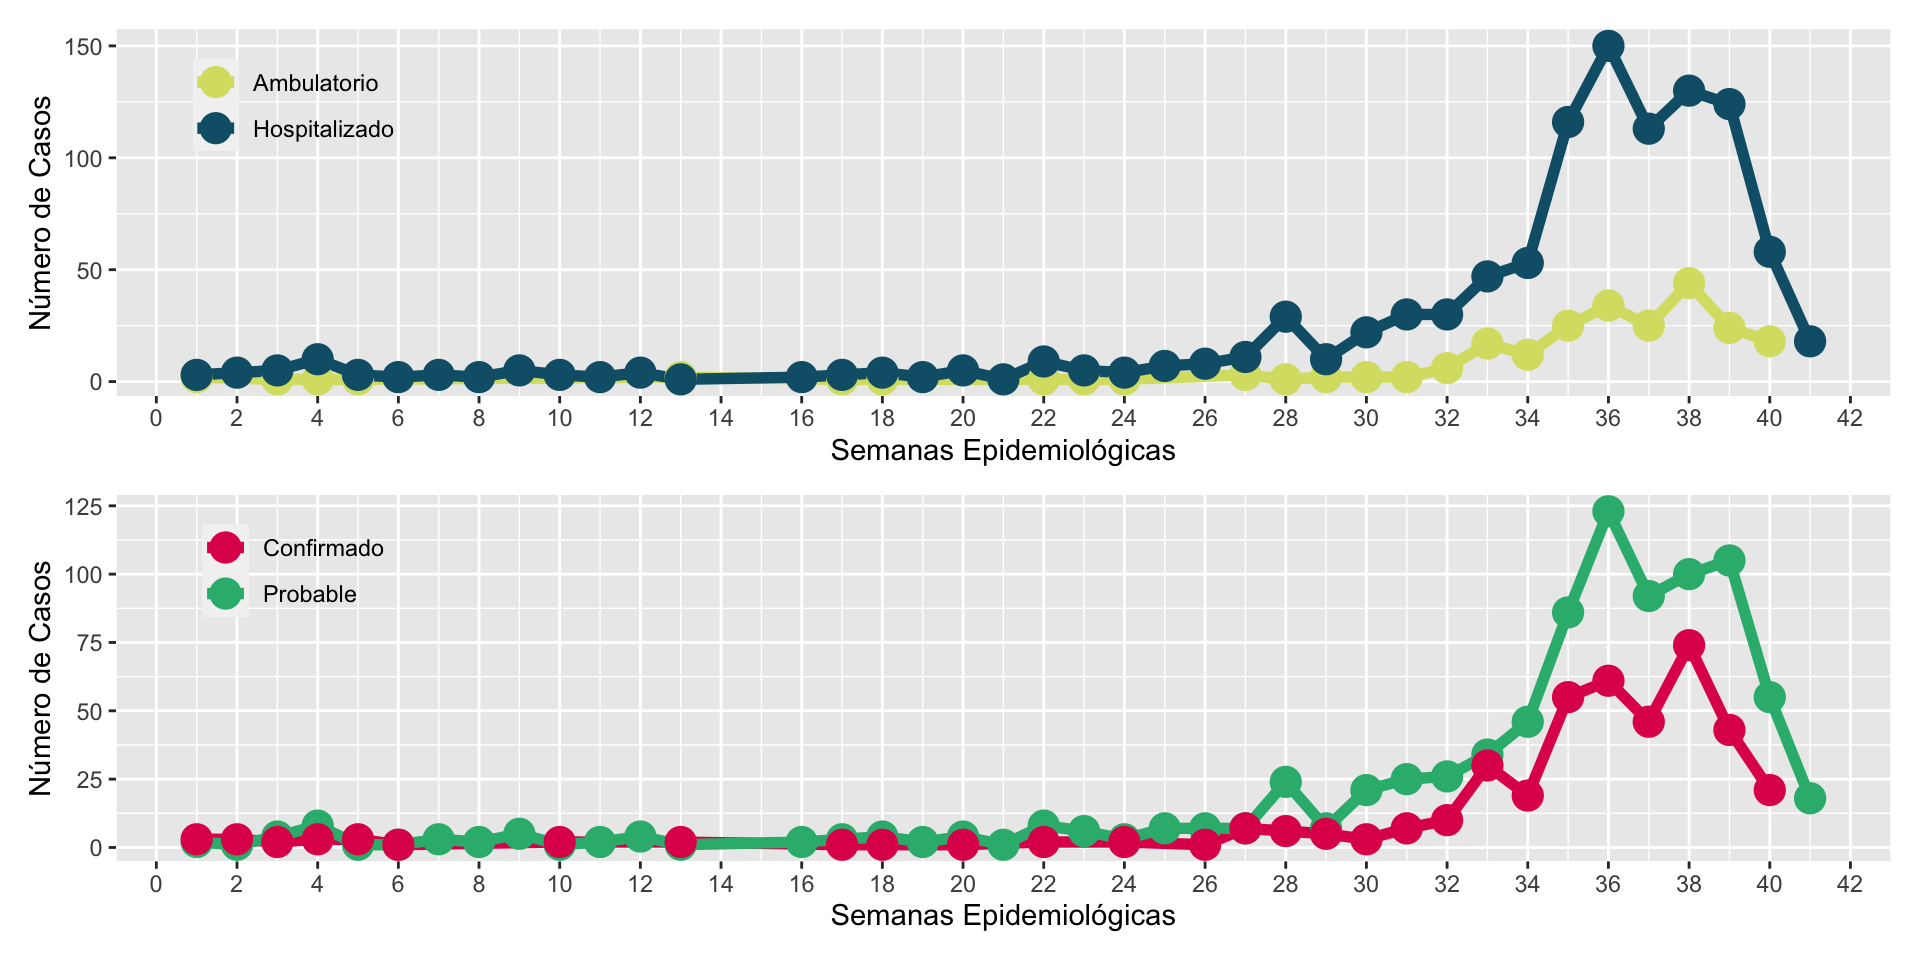 150
100
50
0
Número de Casos
Ambulatorio
Hospitalizado
0 2 4 6 8 10 12 14 16 18 20 22 24 26 28 30 32 34 36 38 40 42
Semanas Epidemiológicas
125
100
75
50
25
0
Número de Casos
Confirmado
Probable
0 2 4 6 8 10 12 14 16 18 20 22 24 26 28 30 32 34 36 38 40 42
Semanas Epidemiológicas